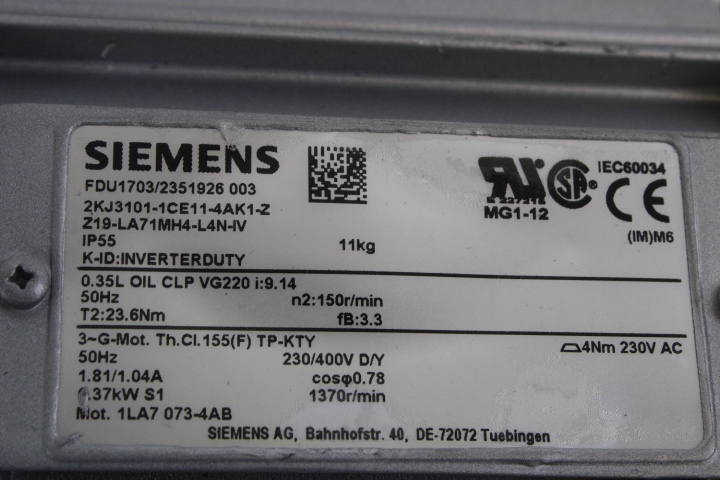 SIEMENS
FDU1703/2351926 003
2KJ3101-1CE11-4AK1-Z
Z19-LA71MH4-L4N-IV
IP55 11kg
K-ID:INVERTERDUTY
MG1-12
IEC60034
(IM)M6
0.35L OIL CLP VG220 i:9.14
50Hz n2:150r/min
T2:23.6Nm fB:3.3
3~G-Mot. Th.Cl.155(F) TP-KTY
50Hz 230/400V D/Y 4Nm 230V AC
1.81/1.04A cosφ0.78
0.37kW S1 1370r/min
Mot. 1LA7 073-4AB
SIEMENS AG, Bahnhofstr. 40, DE-72072 Tuebingen